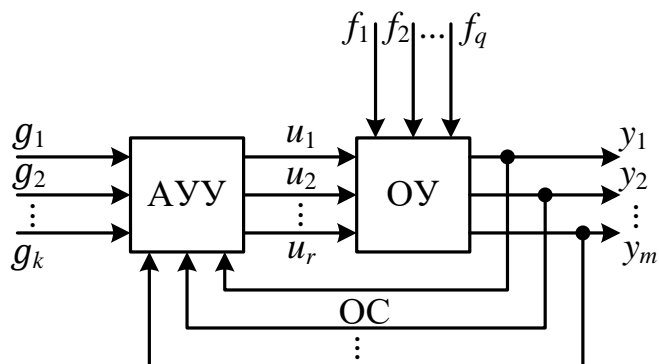 f1 f2 ... fq
g1 u1 y1
g2 АУУ u2 ОУ y2
⋮ ⋮ ⋮
gk ur ym
ОС
⋮